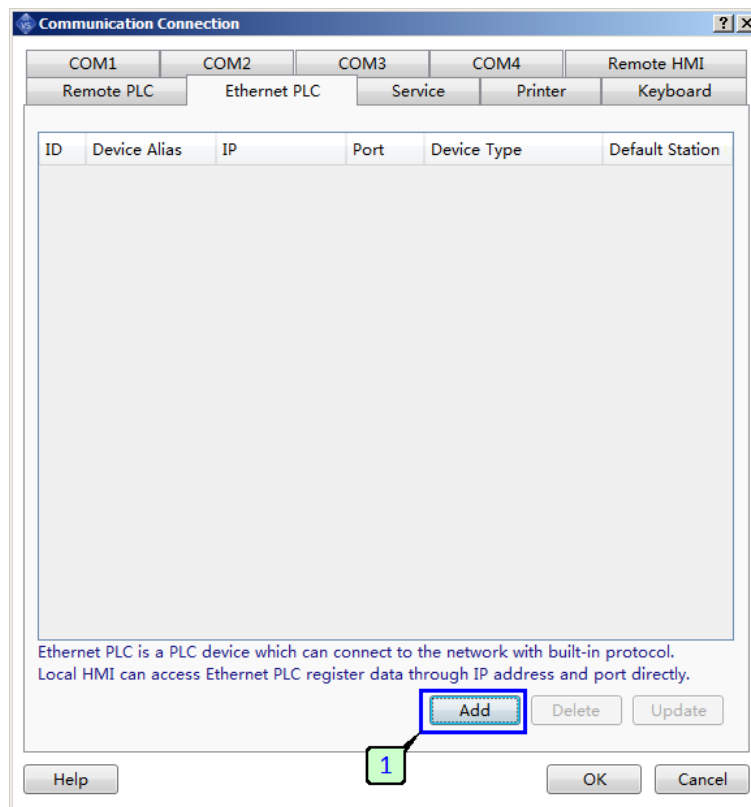 Communication Connection
COM1 COM2 COM3 COM4 Remote HMI
Remote PLC Ethernet PLC Service Printer Keyboard
ID Device Alias IP Port Device Type Default Station
Ethernet PLC is a PLC device which can connect to the network with built-in protocol.
Local HMI can access Ethernet PLC register data through IP address and port directly.
Add Delete Update
1
Help OK Cancel